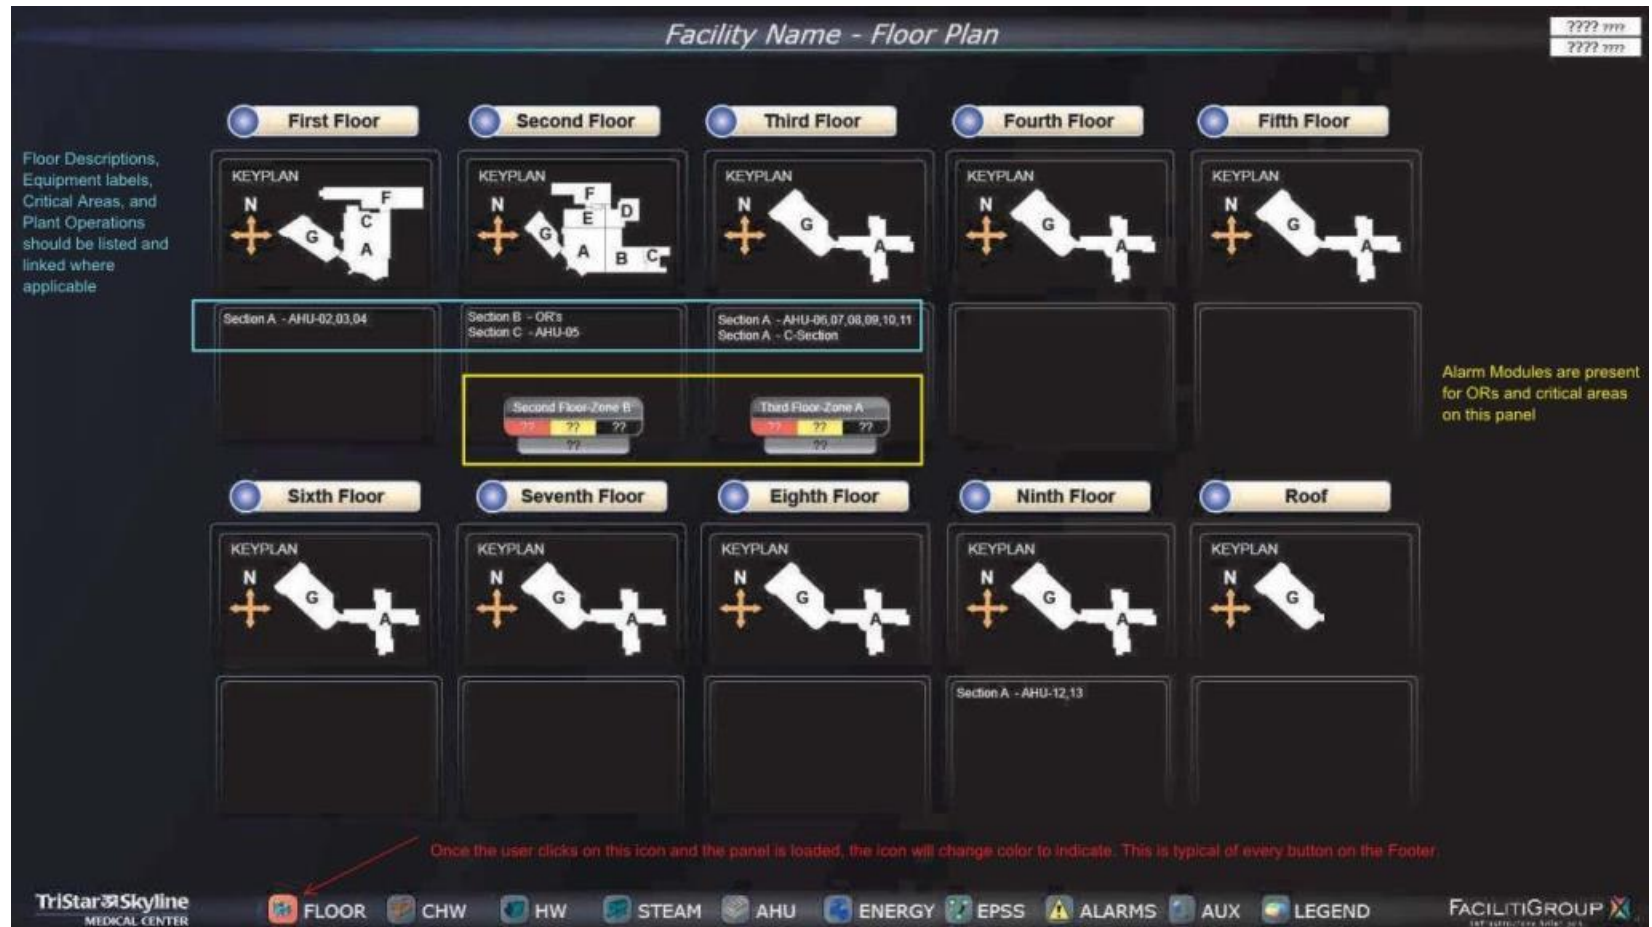 Facility Name - Floor Plan
???? ????
???? ????
First Floor
Second Floor
Third Floor
Fourth Floor
Fifth Floor
Floor Descriptions,
Equipment labels,
Critical Areas, and
Plant Operations
should be listed and
linked where
applicable
KEYPLAN
N
F
C
G
A
KEYPLAN
N
F
D
E
G
A
B
C
KEYPLAN
N
G
A
KEYPLAN
N
G
A
KEYPLAN
N
G
A
Section A - AHU-02,03,04
Section B - OR's
Section C - AHU-05
Section A - AHU-06,07,08,09,10,11
Section A - C-Section
Alarm Modules are present
for ORs and critical areas
on this panel
Second Floor-Zone B
?? ?? ??
??
Third Floor-Zone A
?? ?? ??
??
Sixth Floor
Seventh Floor
Eighth Floor
Ninth Floor
Roof
KEYPLAN
N
G
A
KEYPLAN
N
G
A
KEYPLAN
N
G
A
KEYPLAN
N
G
A
KEYPLAN
N
G
Section A - AHU-12,13
Once the user clicks on this icon and the panel is loaded, the icon will change color to indicate. This is typical of every button on the Footer.
TriStar Skyline
MEDICAL CENTER
FLOOR
CHW
HW
STEAM
AHU
ENERGY
EPSS
ALARMS
AUX
LEGEND
FACILITIGROUP